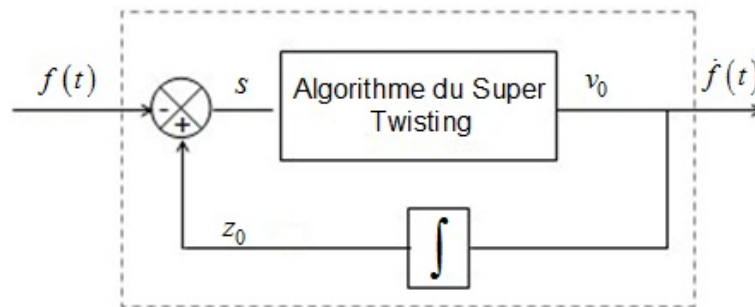 f(t)
s
Algorithme du Super
Twisting
v₀
ḟ(t)
-
+
z₀
∫